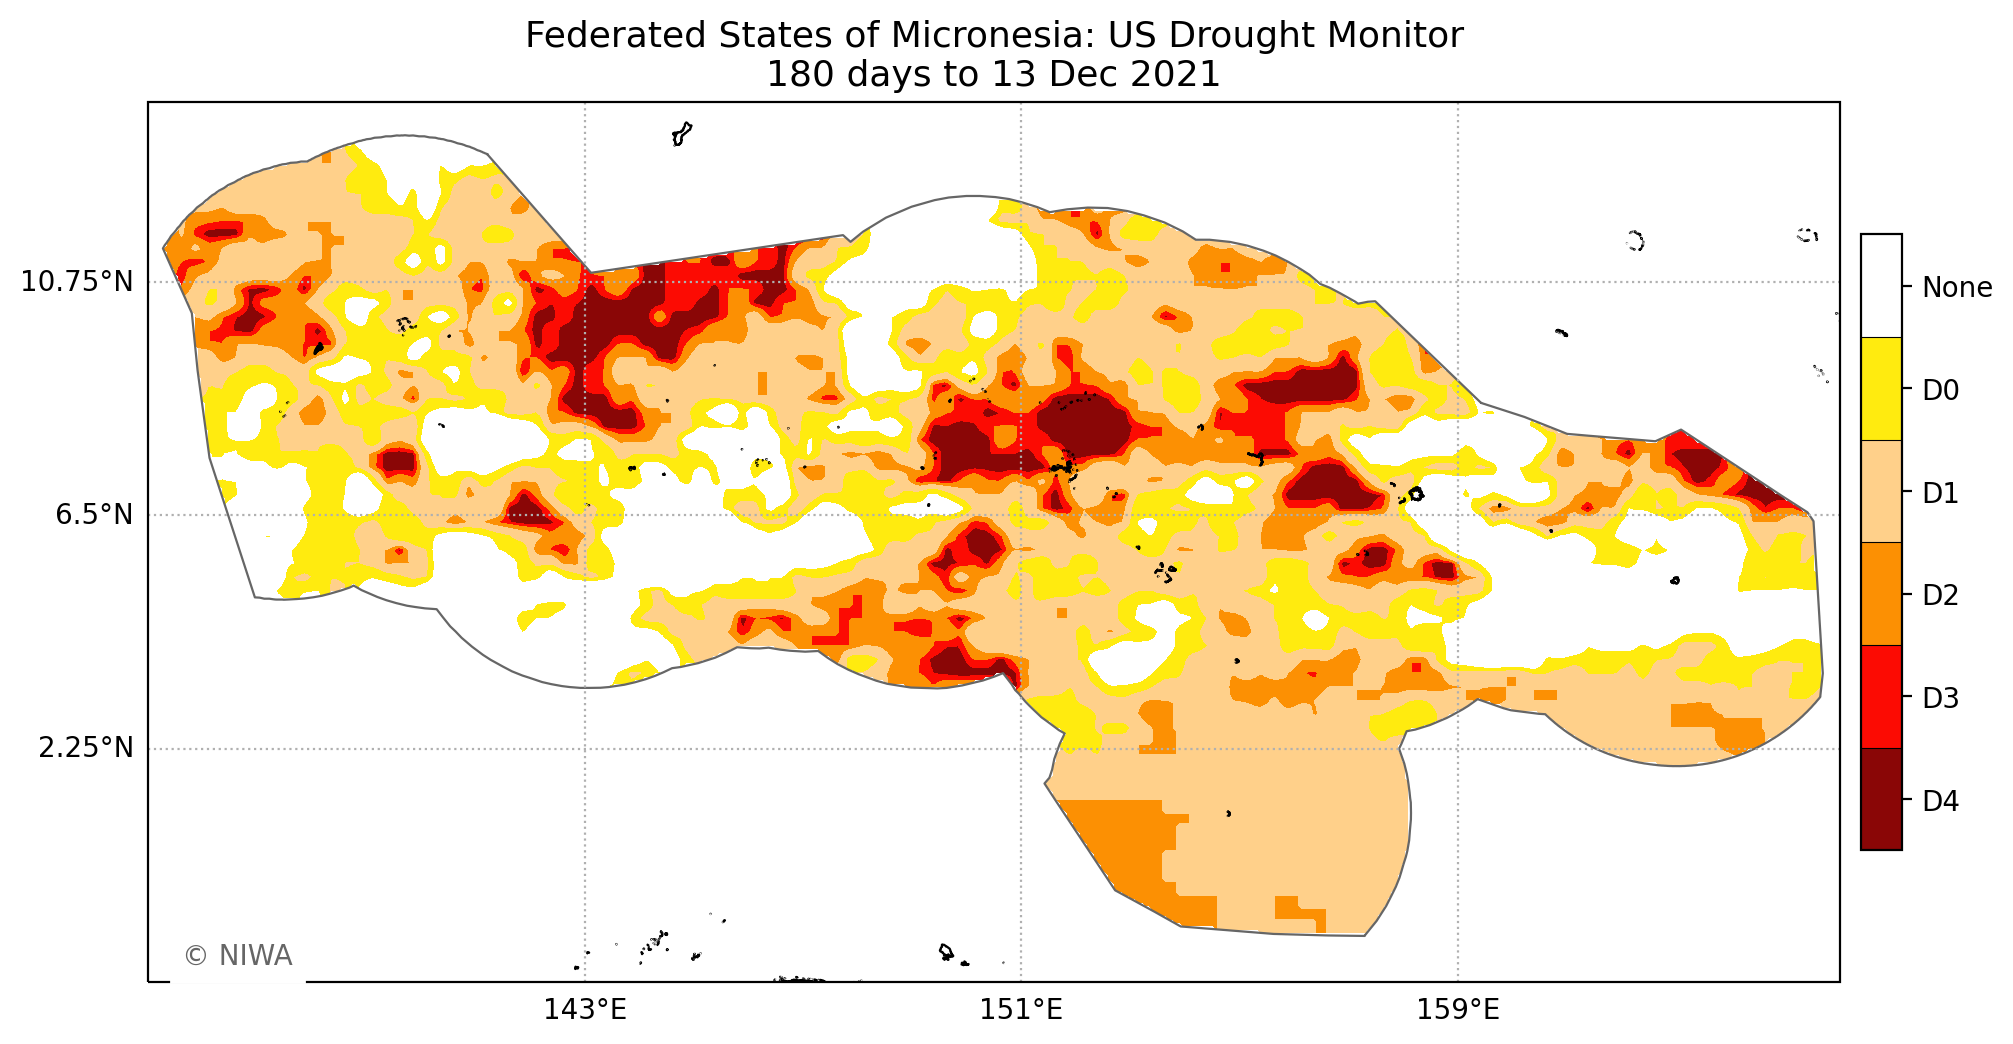 Federated States of Micronesia: US Drought Monitor
180 days to 13 Dec 2021
10.75°N
6.5°N
2.25°N
143°E
151°E
159°E
None
D0
D1
D2
D3
D4
© NIWA